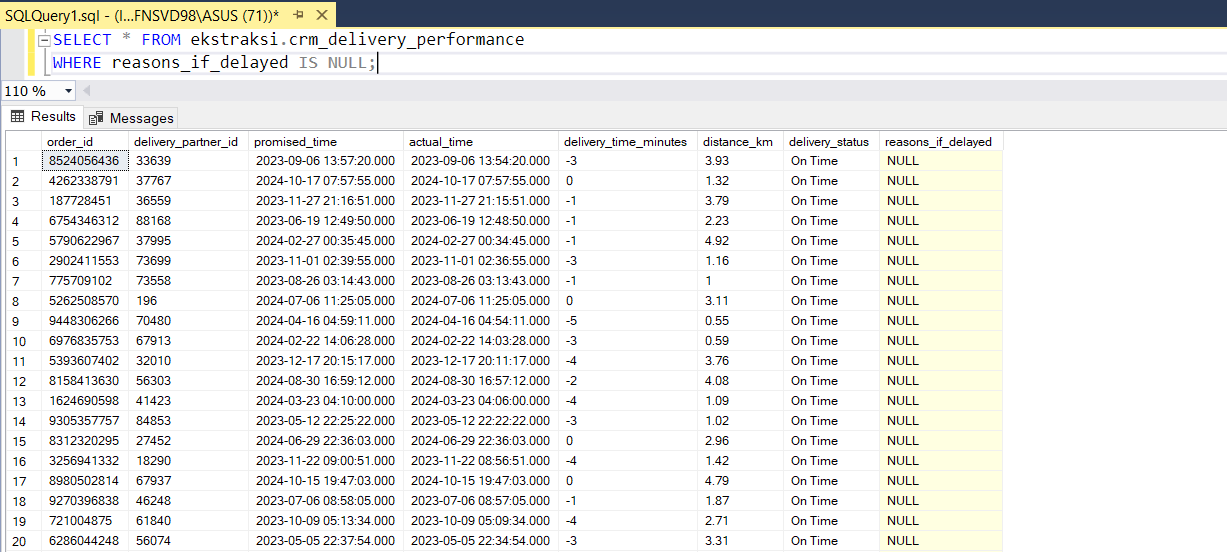 SQLQuery1.sql - (l...FNSVD98\ASUS (71))*
SELECT * FROM ekstraksi.crm_delivery_performance
WHERE reasons_if_delayed IS NULL;
110 %
Results Messages
order_id delivery_partner_id promised_time actual_time delivery_time_minutes distance_km delivery_status reasons_if_delayed
1 8524056436 33639 2023-09-06 13:57:20.000 2023-09-06 13:54:20.000 -3 3.93 On Time NULL
2 4262338791 37767 2024-10-17 07:57:55.000 2024-10-17 07:57:55.000 0 1.32 On Time NULL
3 187728451 36559 2023-11-27 21:16:51.000 2023-11-27 21:15:51.000 -1 3.79 On Time NULL
4 6754346312 88168 2023-06-19 12:49:50.000 2023-06-19 12:48:50.000 -1 2.23 On Time NULL
5 5790622967 37995 2024-02-27 00:35:45.000 2024-02-27 00:34:45.000 -1 4.92 On Time NULL
6 2902411553 73699 2023-11-01 02:39:55.000 2023-11-01 02:36:55.000 -3 1.16 On Time NULL
7 775709102 73558 2023-08-26 03:14:43.000 2023-08-26 03:13:43.000 -1 1 On Time NULL
8 5262508570 196 2024-07-06 11:25:05.000 2024-07-06 11:25:05.000 0 3.11 On Time NULL
9 9448306266 70480 2024-04-16 04:59:11.000 2024-04-16 04:54:11.000 -5 0.55 On Time NULL
10 6976835753 67913 2024-02-22 14:06:28.000 2024-02-22 14:03:28.000 -3 0.59 On Time NULL
11 5393607402 32010 2023-12-17 20:15:17.000 2023-12-17 20:11:17.000 -4 3.76 On Time NULL
12 8158413630 56303 2024-08-30 16:59:12.000 2024-08-30 16:57:12.000 -2 4.08 On Time NULL
13 1624690598 41423 2024-03-23 04:10:00.000 2024-03-23 04:06:00.000 -4 1.09 On Time NULL
14 9305357757 84853 2023-05-12 22:25:22.000 2023-05-12 22:22:22.000 -3 1.02 On Time NULL
15 8312320295 27452 2024-06-29 22:36:03.000 2024-06-29 22:36:03.000 0 2.96 On Time NULL
16 3256941332 18290 2023-11-22 09:00:51.000 2023-11-22 08:56:51.000 -4 1.42 On Time NULL
17 8980502814 67937 2024-10-15 19:47:03.000 2024-10-15 19:47:03.000 0 4.79 On Time NULL
18 9270396838 46248 2023-07-06 08:58:05.000 2023-07-06 08:57:05.000 -1 1.87 On Time NULL
19 721004875 61840 2023-10-09 05:13:34.000 2023-10-09 05:09:34.000 -4 2.71 On Time NULL
20 6286044248 56074 2023-05-05 22:37:54.000 2023-05-05 22:34:54.000 -3 3.31 On Time NULL